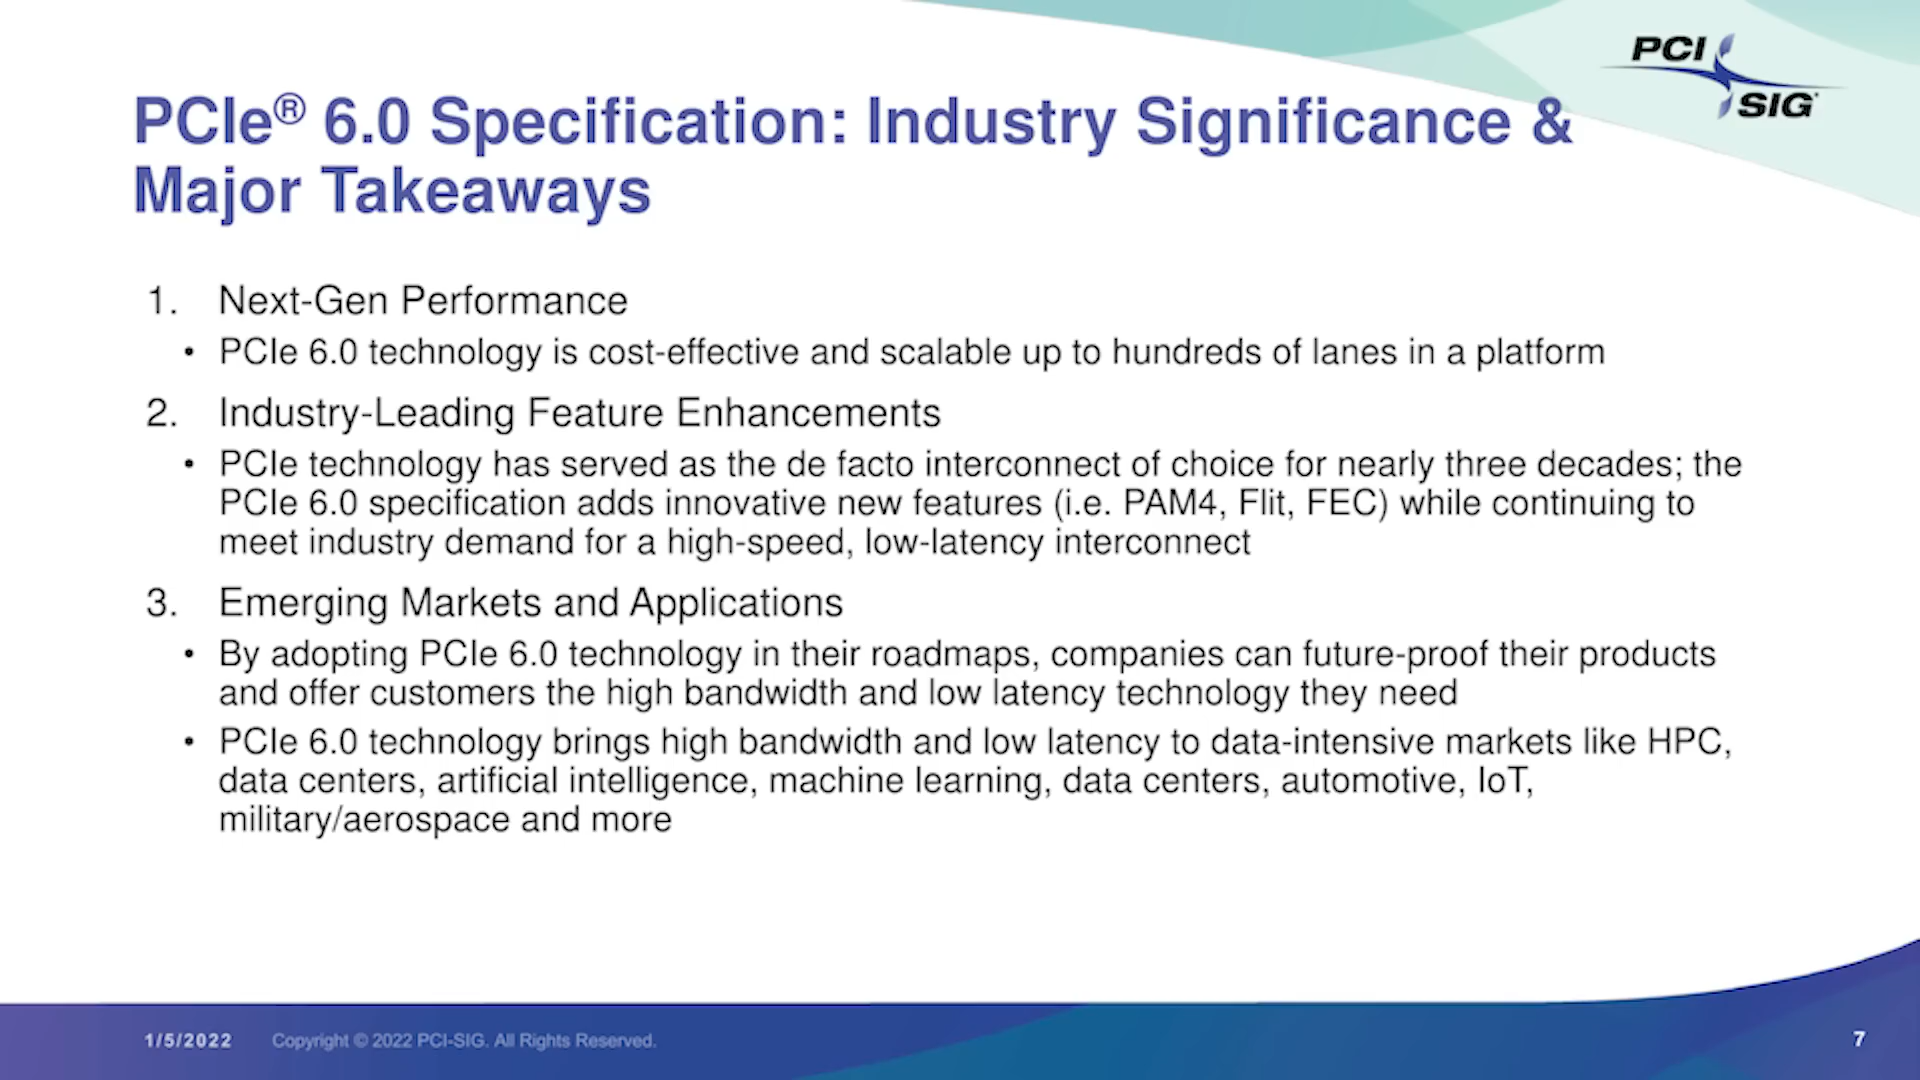 PCI
SIG
PCIe® 6.0 Specification: Industry Significance &
Major Takeaways
1. Next-Gen Performance
• PCIe 6.0 technology is cost-effective and scalable up to hundreds of lanes in a platform
2. Industry-Leading Feature Enhancements
• PCIe technology has served as the de facto interconnect of choice for nearly three decades; the
PCIe 6.0 specification adds innovative new features (i.e. PAM4, Flit, FEC) while continuing to
meet industry demand for a high-speed, low-latency interconnect
3. Emerging Markets and Applications
• By adopting PCIe 6.0 technology in their roadmaps, companies can future-proof their products
and offer customers the high bandwidth and low latency technology they need
• PCIe 6.0 technology brings high bandwidth and low latency to data-intensive markets like HPC,
data centers, artificial intelligence, machine learning, data centers, automotive, IoT,
military/aerospace and more
1/5/2022 Copyright © 2022 PCI-SIG. All Rights Reserved. 7